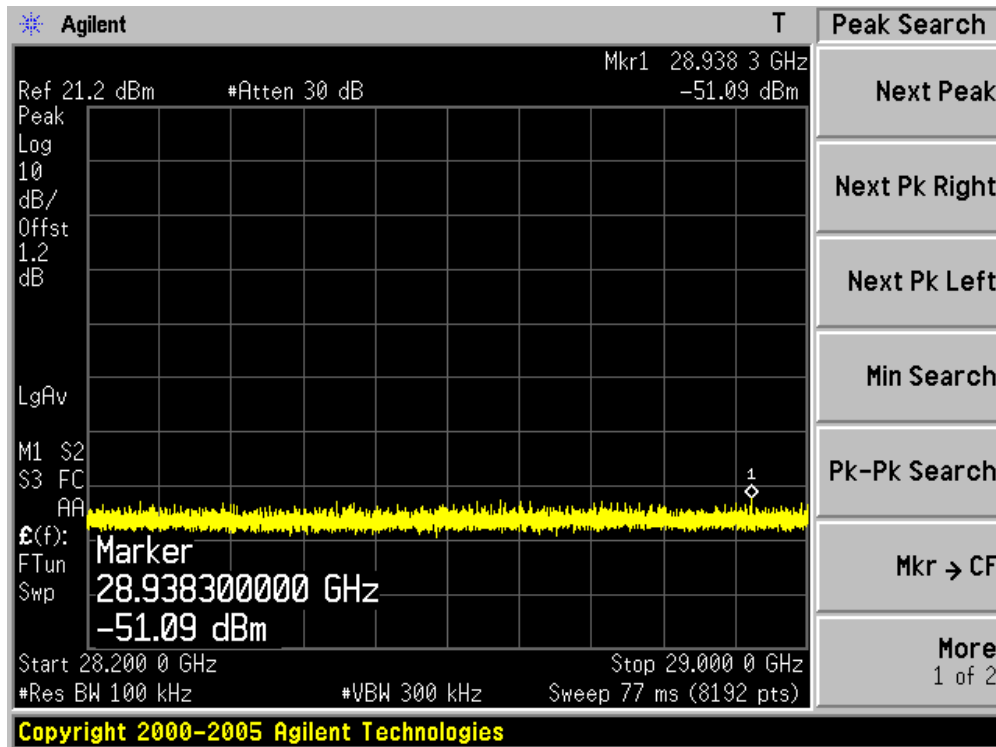 Agilent T Peak Search
Mkr1 28.938 3 GHz
Ref 21.2 dBm #Atten 30 dB -51.09 dBm
Peak
Log
10
dB/
Offst
1.2
dB
LgAv
M1 S2
S3 FC
AA
£(f):
FTun
Swp
1
Marker
28.938300000 GHz
-51.09 dBm
Start 28.200 0 GHz Stop 29.000 0 GHz
#Res BW 100 kHz #VBW 300 kHz Sweep 77 ms (8192 pts)
Copyright 2000-2005 Agilent Technologies
Next Peak
Next Pk Right
Next Pk Left
Min Search
Pk-Pk Search
Mkr → CF
More
1 of 2